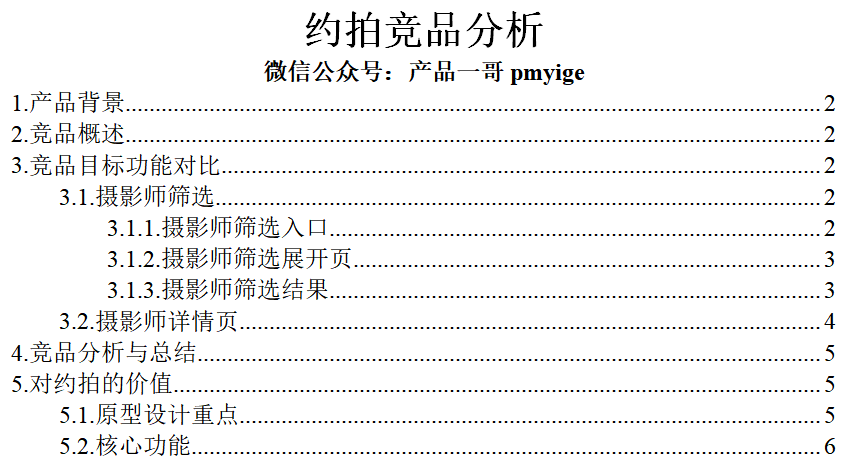 约拍竞品分析
微信公众号：产品一哥 pmyige
1.产品背景........................................................................2
2.竞品概述........................................................................2
3.竞品目标功能对比........................................................................2
3.1.摄影师筛选........................................................................2
3.1.1.摄影师筛选入口........................................................................2
3.1.2.摄影师筛选展开页........................................................................3
3.1.3.摄影师筛选结果........................................................................3
3.2.摄影师详情页........................................................................4
4.竞品分析与总结........................................................................5
5.对约拍的价值........................................................................5
5.1.原型设计重点........................................................................5
5.2.核心功能........................................................................6